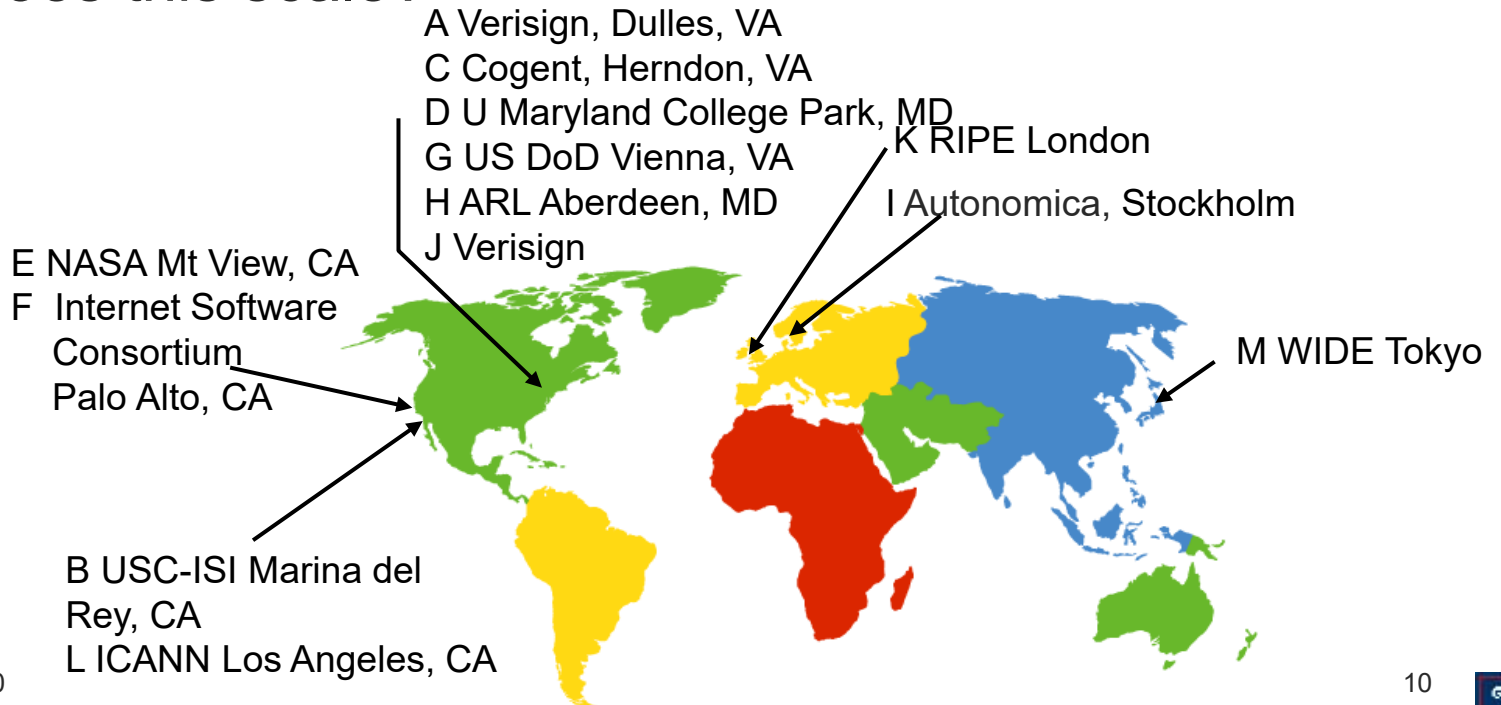 A Verisign, Dulles, VA
C Cogent, Herndon, VA
D U Maryland College Park, MD
G US DoD Vienna, VA
H ARL Aberdeen, MD
J Verisign
K RIPE London
I Autonomica, Stockholm
E NASA Mt View, CA
F Internet Software
Consortium
Palo Alto, CA
M WIDE Tokyo
B USC-ISI Marina del
Rey, CA
L ICANN Los Angeles, CA
10